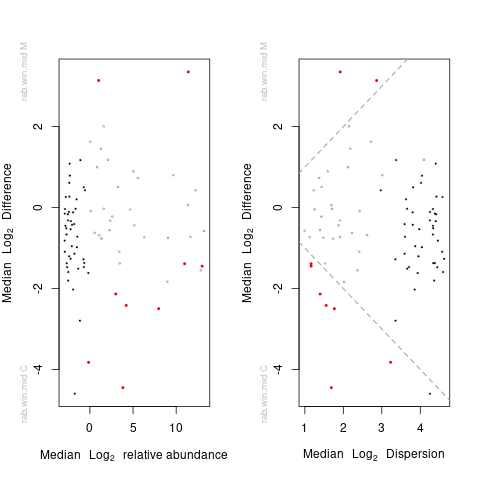 rab.win.mid M
rab.win.mid M
2
0
-2
-4
2
0
-2
-4
Median Log2 Difference
Median Log2 Difference
rab.win.mid C
rab.win.mid C
0 5 10
1 2 3 4
Median Log2 relative abundance
Median Log2 Dispersion